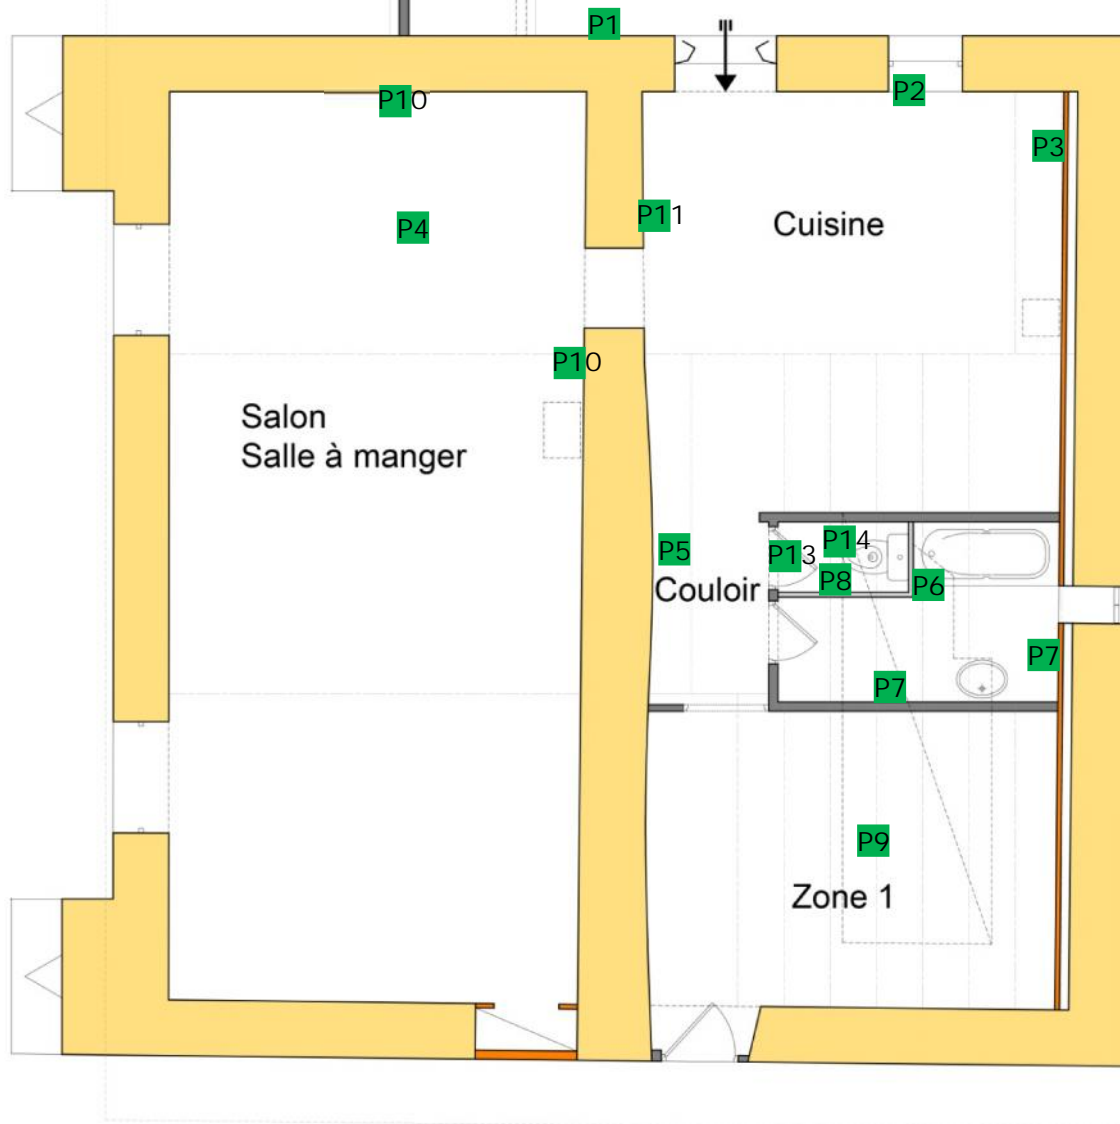 P1
P2
P10
P3
P11
P4
Cuisine
P10
Salon
Salle à manger
P14
P5
P13
P8
P6
Couloir
P7
P7
P9
Zone 1